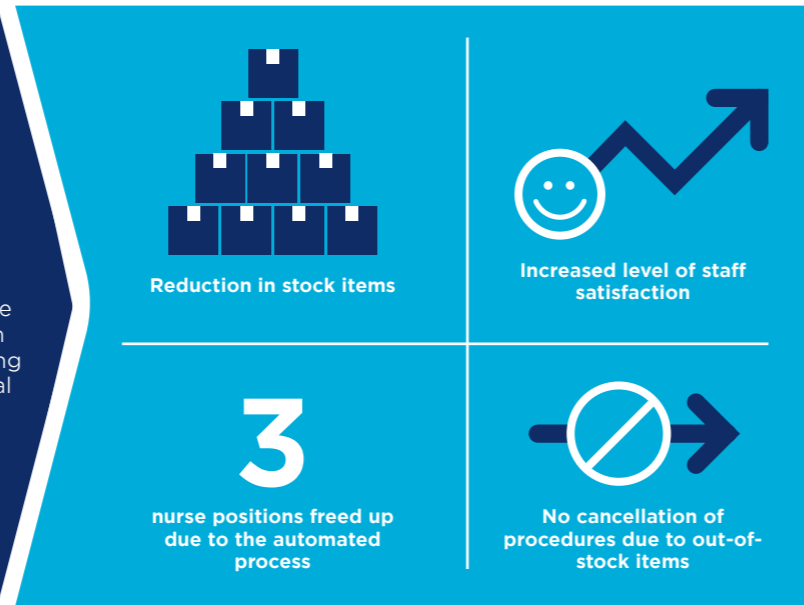 Reduction in stock items
Increased level of staff
satisfaction
3
nurse positions freed up
due to the automated
process
No cancellation of
procedures due to out-of-
stock items